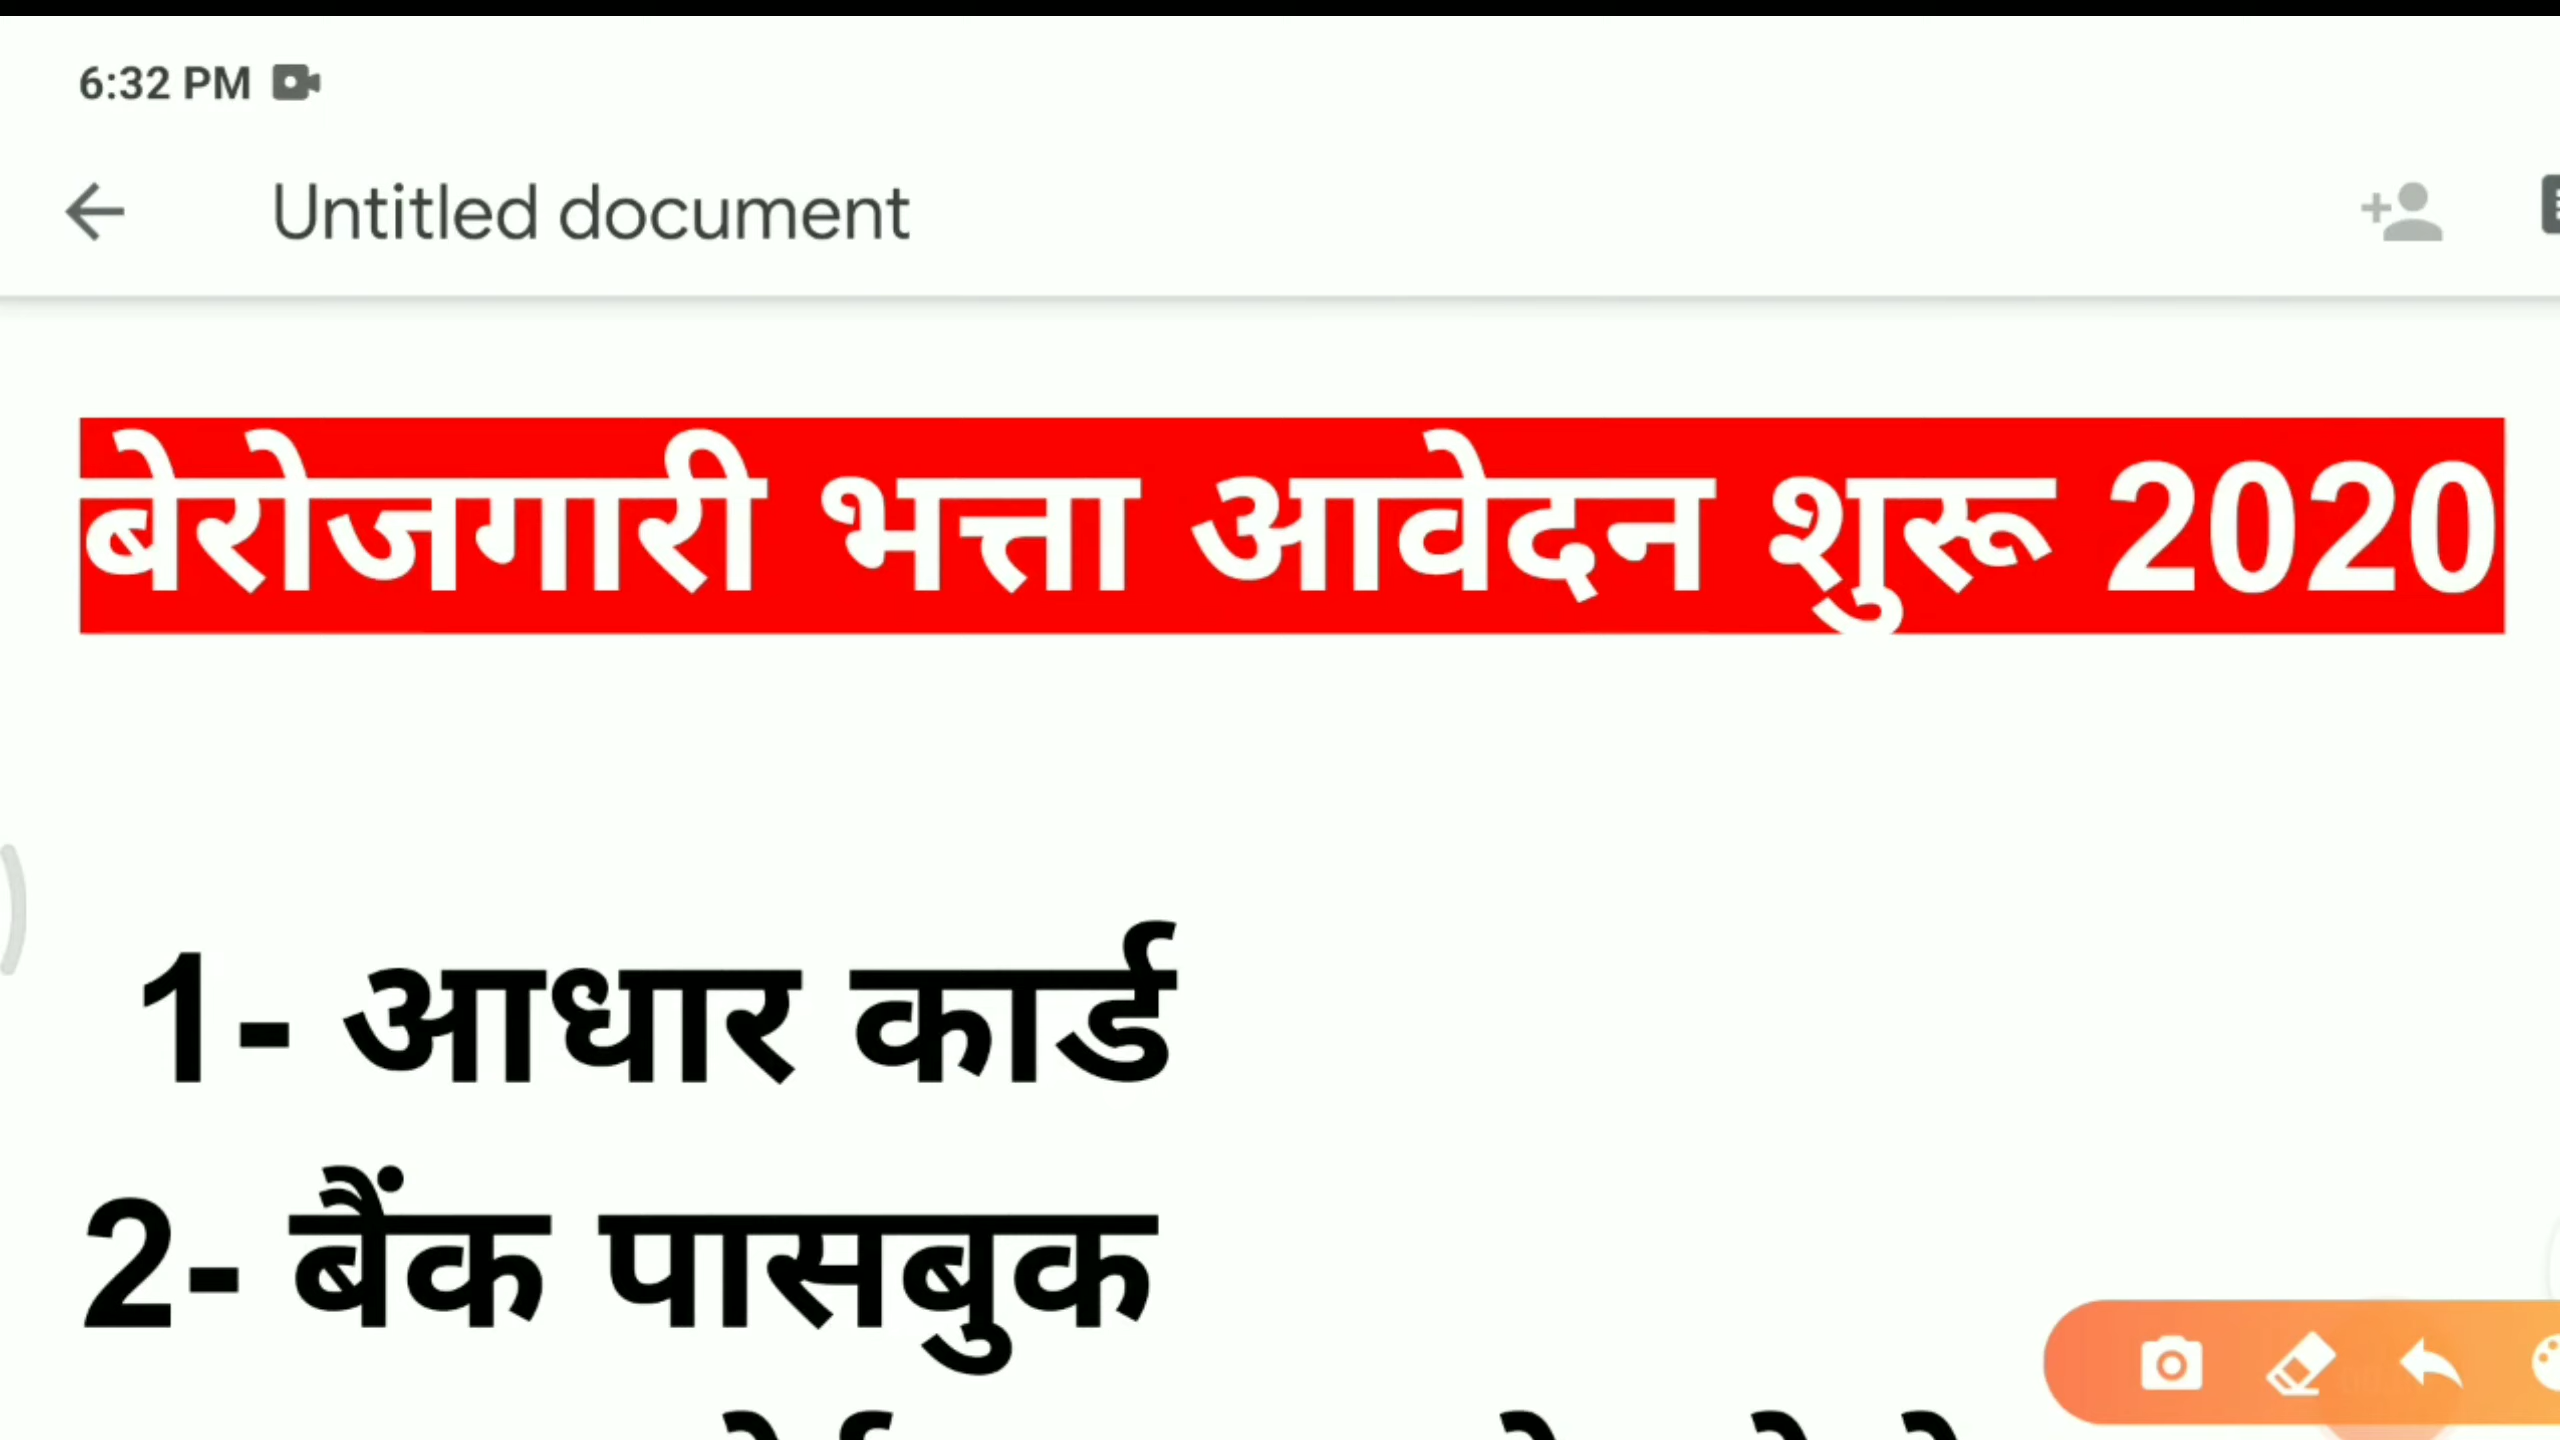 6:32 PM
Untitled document
बेरोजगारी भत्ता आवेदन शुरू 2020
1- आधार कार्ड
2- बैंक पासबुक